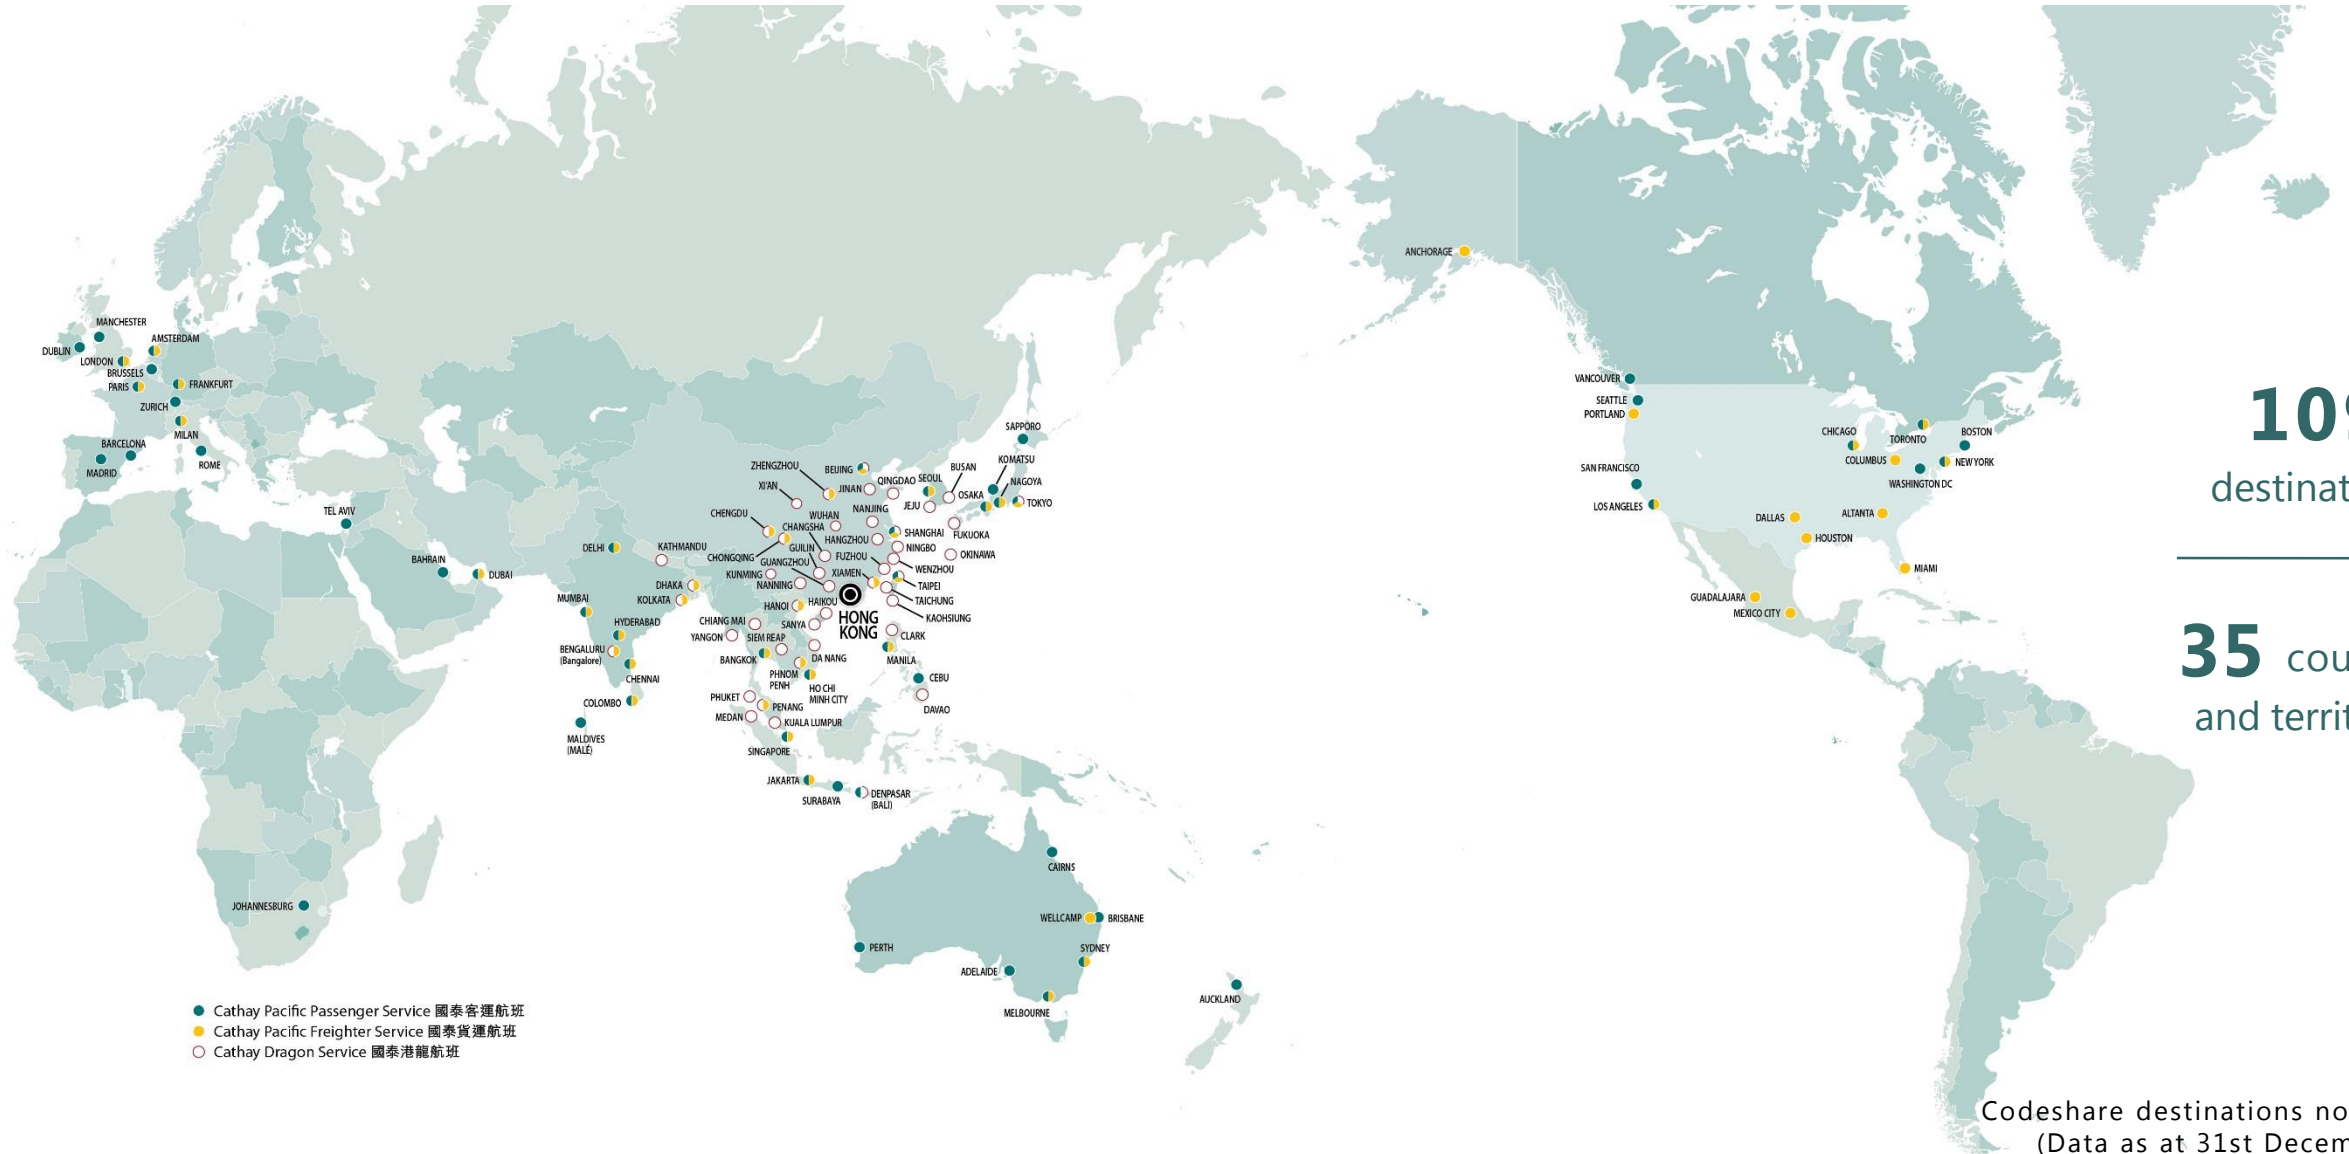 MANCHESTER
AMSTERDAM
DUBLIN
LONDON
BRUSSELS
PARIS
FRANKFURT
ZURICH
MILAN
BARCELONA
MADRID
ROME
TEL AVIV
BAHRAIN
DUBAI
JOHANNESBURG
DELHI
KATHMANDU
DHAKA
KOLKATA
MUMBAI
HYDERABAD
BENGALURU
(Bangalore)
CHENNAI
COLOMBO
MALDIVES
(MALÉ)
ZHENGZHOU
BEIJING
XI'AN
JINAN
QINGDAO
SEOUL
BUSAN
SAPPORO
KOMATSU
NAGOYA
OSAKA
TOKYO
JEJU
CHENGDU
WUHAN
NANJING
CHANGSHA
SHANGHAI
FUKUOKA
HANGZHOU
NINGBO
OKINAWA
CHONGQING
GUILIN
FUZHOU
GUANGZHOU
WENZHOU
KUNMING
XIAMEN
NANNING
TAIPEI
TAICHUNG
HANOI
HAIKOU
KAOHSIUNG
HONG
KONG
CHIANG MAI
SANYA
YANGON
SIEM REAP
CLARK
BANGKOK
DA NANG
MANILA
PHNOM
PENH
HO CHI
MINH CITY
CEBU
PHUKET
PENANG
DAVAO
MEDAN
KUALA LUMPUR
SINGAPORE
JAKARTA
SURABAYA
DENPASAR
(BALI)
CAIRNS
WELLCAMP
BRISBANE
PERTH
SYDNEY
ADELAIDE
MELBOURNE
AUCKLAND
ANCHORAGE
VANCOUVER
SEATTLE
PORTLAND
CHICAGO
TORONTO
BOSTON
COLUMBUS
NEW YORK
SAN FRANCISCO
WASHINGTON DC
LOS ANGELES
DALLAS
ALTANTA
HOUSTON
MIAMI
GUADALAJARA
MEXICO CITY
Cathay Pacific Passenger Service 國泰客運航班
Cathay Pacific Freighter Service 國泰貨運航班
Cathay Dragon Service 國泰港龍航班
destinat
35 cou
and territ
Codeshare destinations no
(Data as at 31st Decem